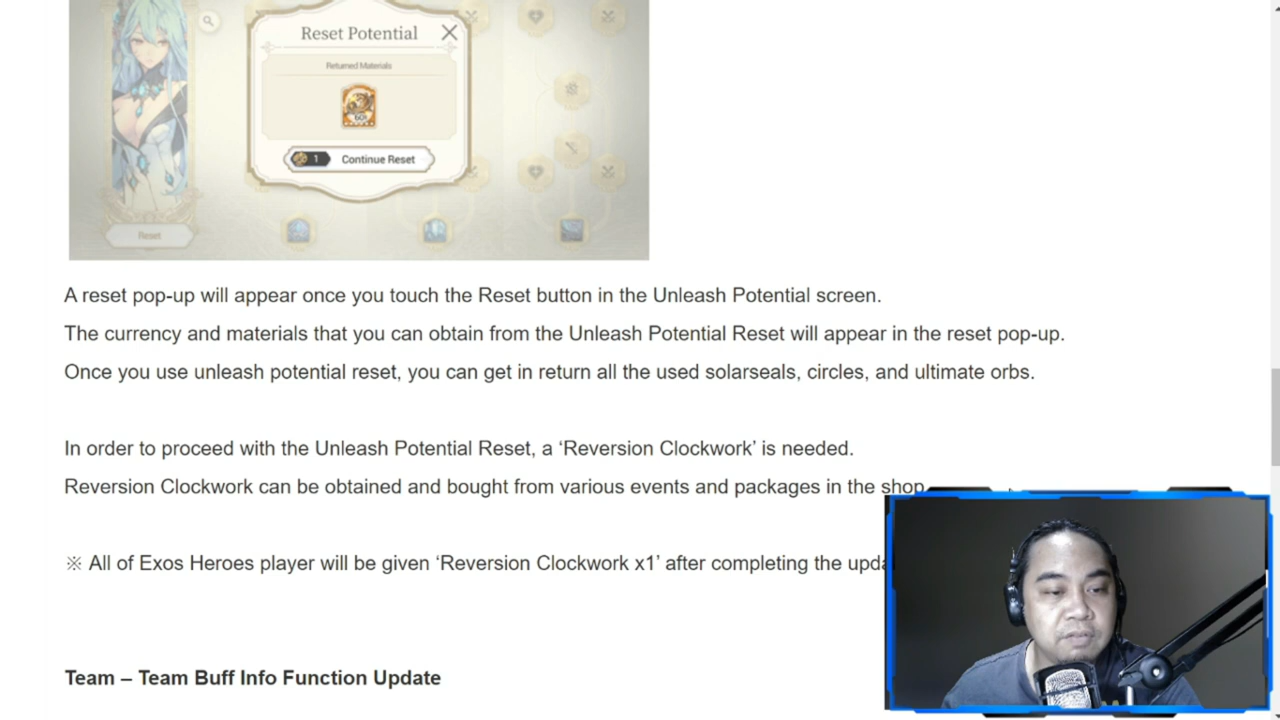 Reset Potential
Returned Materials
60
1 Continue Reset
Reset
A reset pop-up will appear once you touch the Reset button in the Unleash Potential screen.
The currency and materials that you can obtain from the Unleash Potential Reset will appear in the reset pop-up.
Once you use unleash potential reset, you can get in return all the used solarseals, circles, and ultimate orbs.
In order to proceed with the Unleash Potential Reset, a ‘Reversion Clockwork’ is needed.
Reversion Clockwork can be obtained and bought from various events and packages in the shop
※ All of Exos Heroes player will be given ‘Reversion Clockwork x1’ after completing the upda
Team – Team Buff Info Function Update